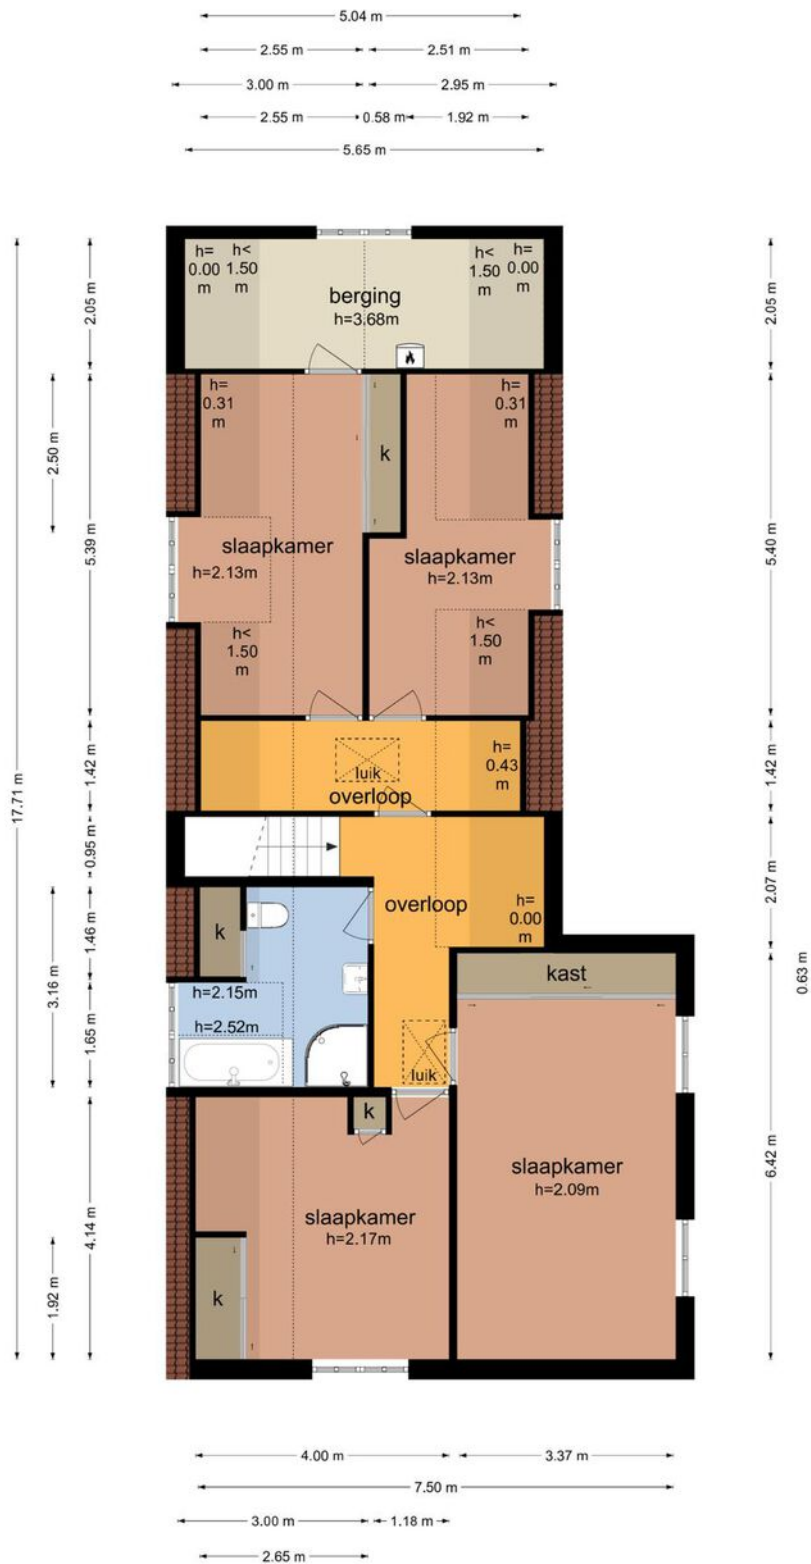 5.04 m
2.55 m
2.51 m
3.00 m
2.95 m
2.55 m
0.58 m
1.92 m
5.65 m
17.71 m
2.05 m
2.50 m
5.39 m
1.42 m
0.95 m
1.46 m
3.16 m
1.65 m
4.14 m
1.92 m
h=
0.00
m
h<
1.50
m
berging
h=3.68m
h<
1.50
m
h=
0.00
m
h=
0.31
m
k
h=
0.31
m
slaapkamer
h=2.13m
slaapkamer
h=2.13m
h<
1.50
m
h<
1.50
m
luik
overloop
h=
0.43
m
overloop
h=
0.00
m
k
h=2.15m
h=2.52m
luik
kast
k
slaapkamer
h=2.17m
k
slaapkamer
h=2.09m
2.05 m
5.40 m
1.42 m
2.07 m
0.63 m
6.42 m
4.00 m
3.37 m
7.50 m
3.00 m
1.18 m
2.65 m